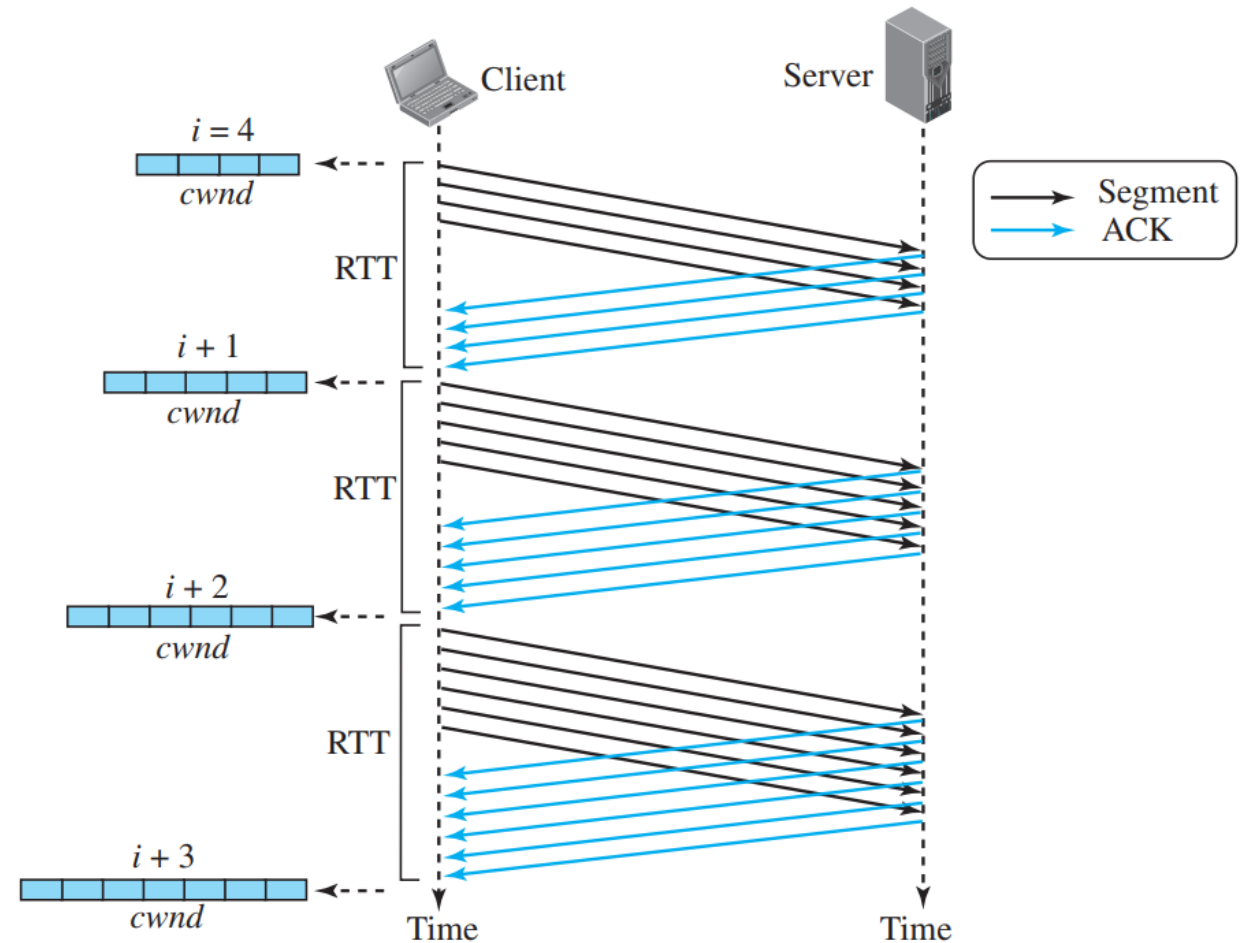 Client
Server
i = 4
cwnd
Segment
ACK
RTT
i + 1
cwnd
RTT
i + 2
cwnd
RTT
i + 3
cwnd
Time
Time